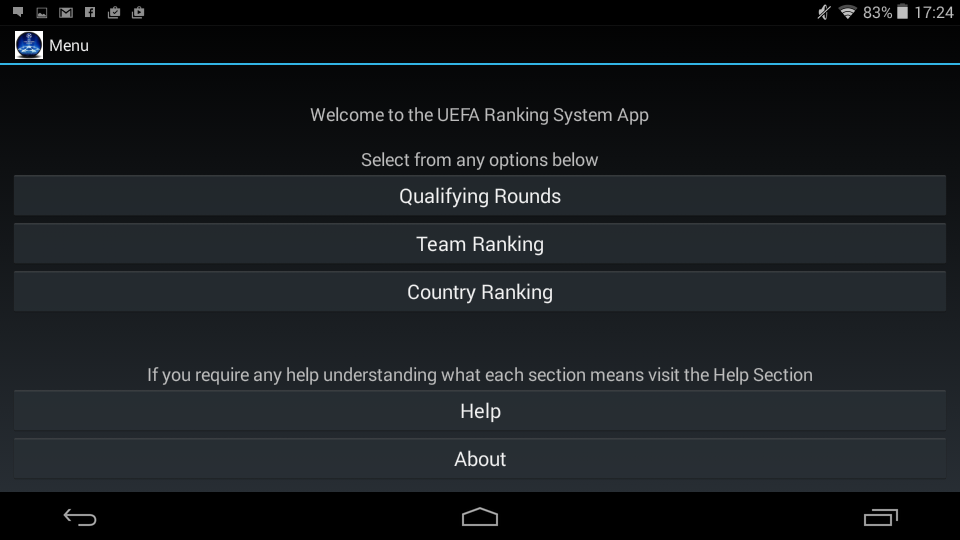 83% 17:24
Menu
Welcome to the UEFA Ranking System App
Select from any options below
Qualifying Rounds
Team Ranking
Country Ranking
If you require any help understanding what each section means visit the Help Section
Help
About